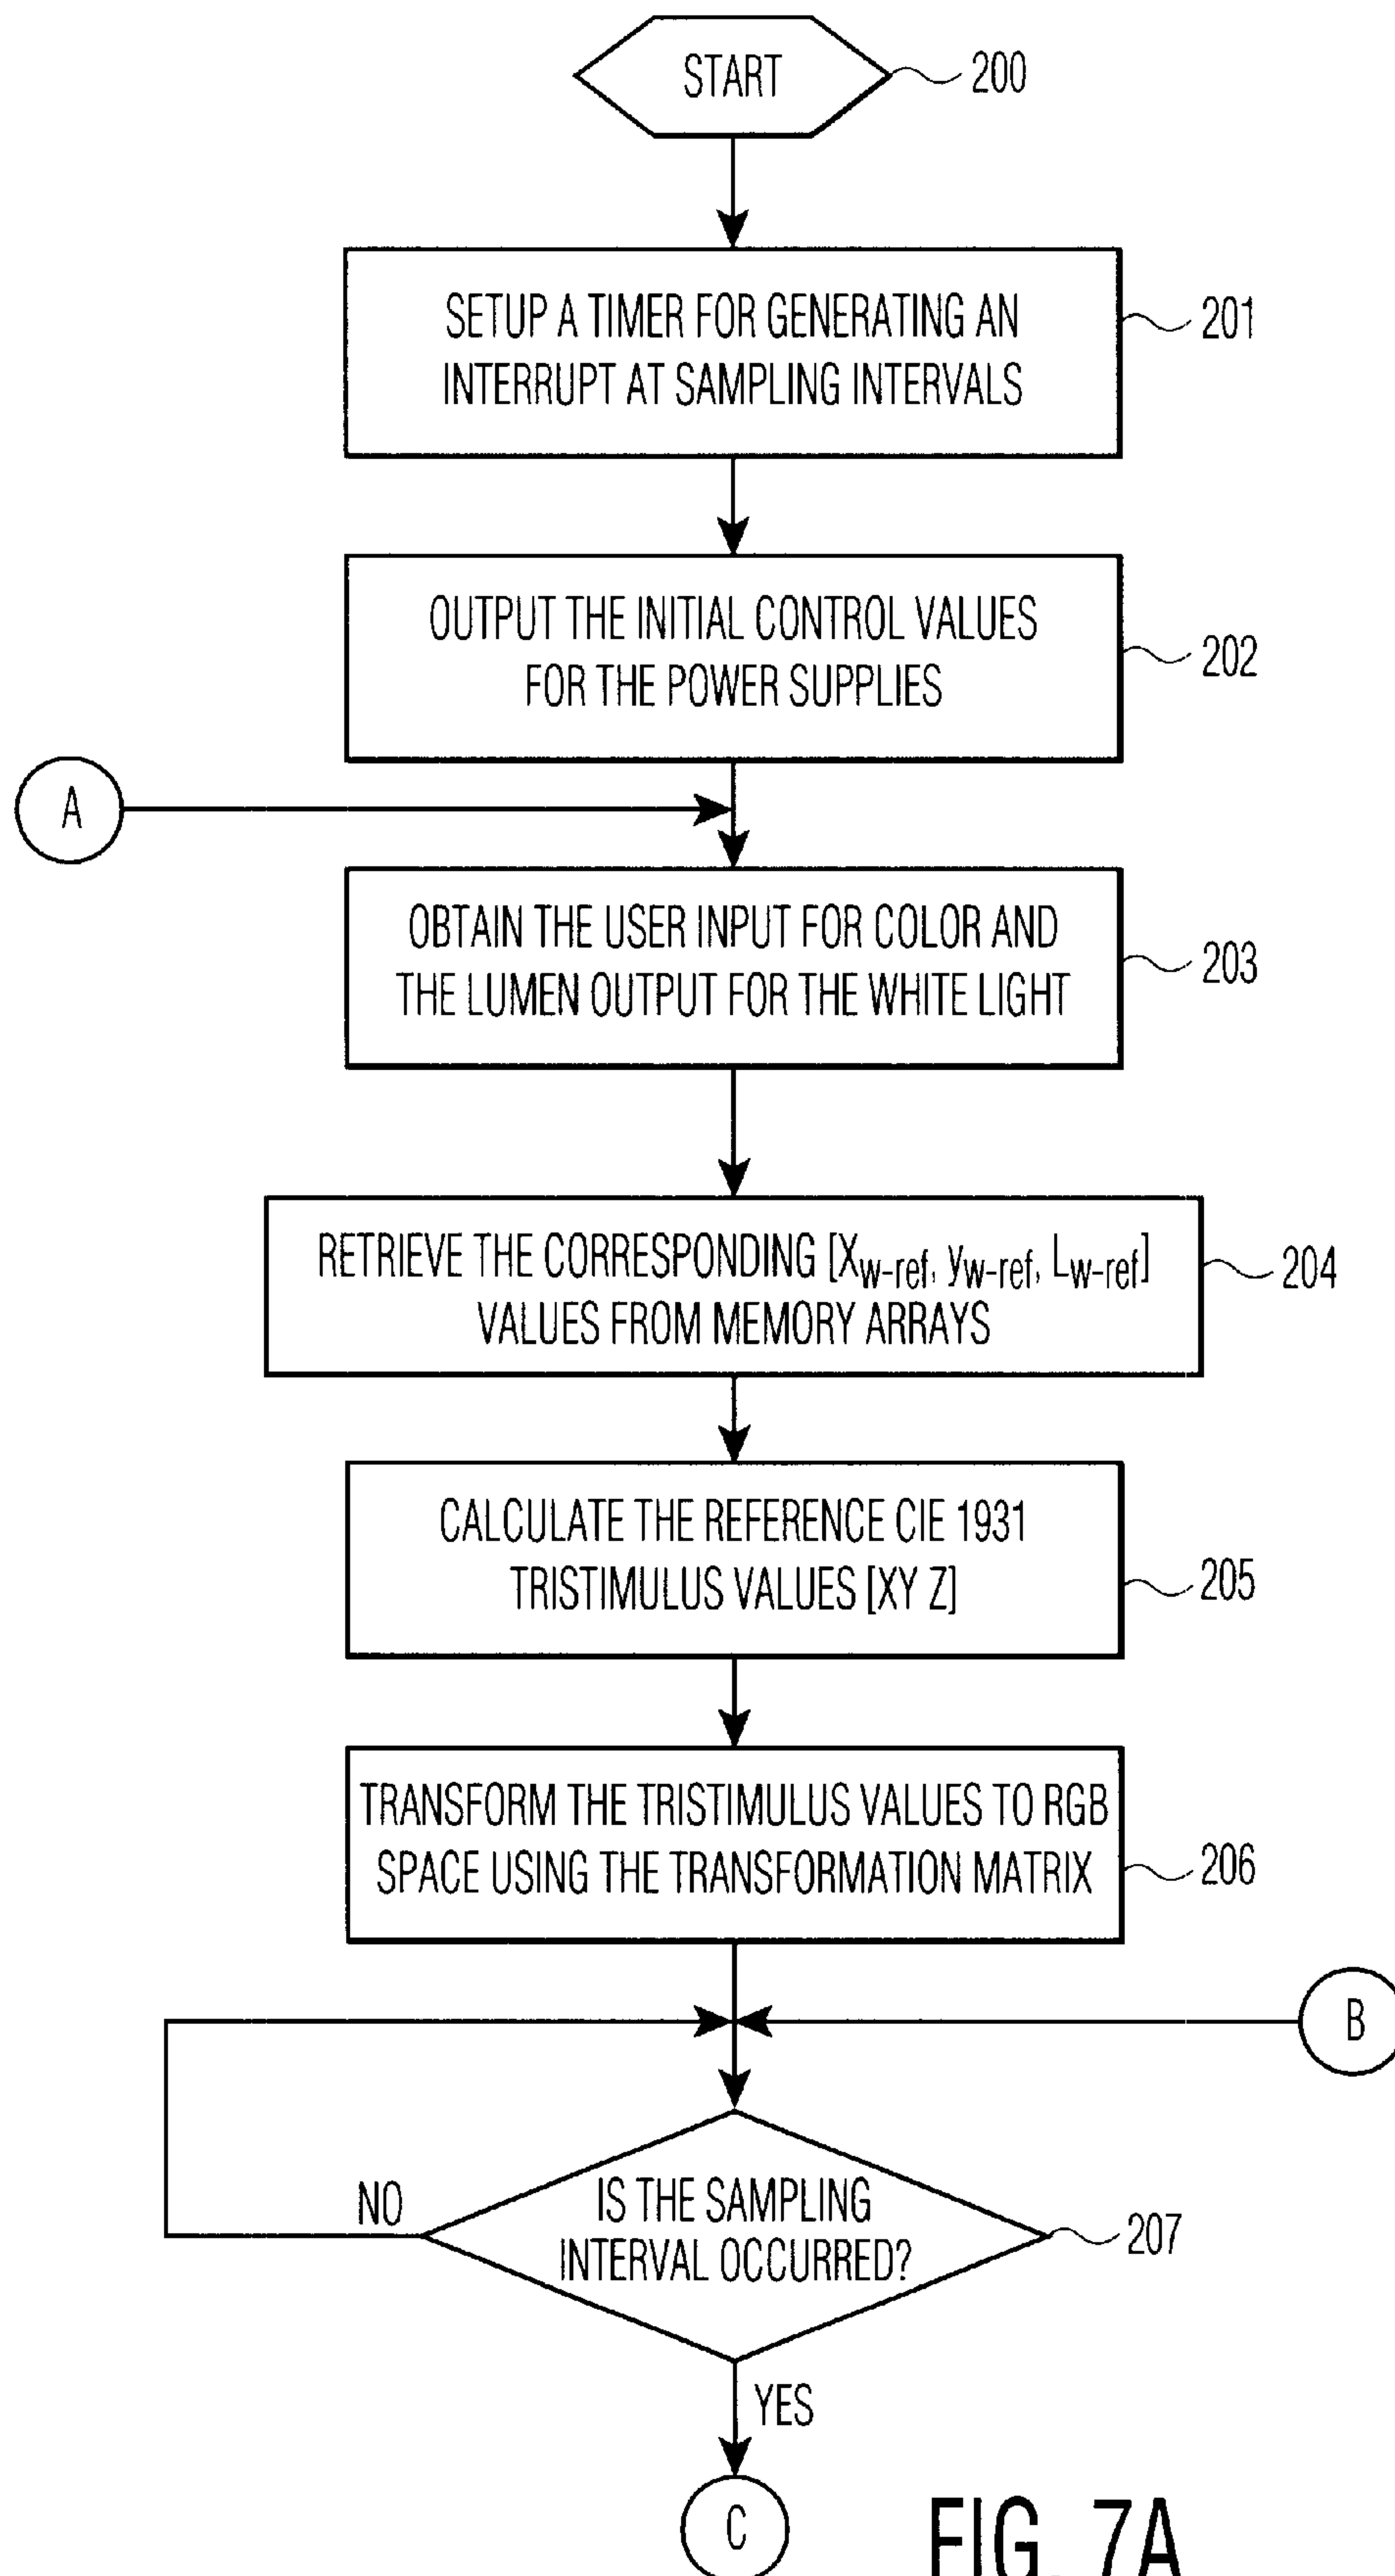 START
200
SETUP A TIMER FOR GENERATING AN
INTERRUPT AT SAMPLING INTERVALS
201
OUTPUT THE INITIAL CONTROL VALUES
FOR THE POWER SUPPLIES
202
A
OBTAIN THE USER INPUT FOR COLOR AND
THE LUMEN OUTPUT FOR THE WHITE LIGHT
203
RETRIEVE THE CORRESPONDING [Xw-ref, yw-ref, Lw-ref]
VALUES FROM MEMORY ARRAYS
204
CALCULATE THE REFERENCE CIE 1931
TRISTIMULUS VALUES [XY Z]
205
TRANSFORM THE TRISTIMULUS VALUES TO RGB
SPACE USING THE TRANSFORMATION MATRIX
206
B
NO
IS THE SAMPLING
INTERVAL OCCURRED?
207
YES
C
FIG. 7A